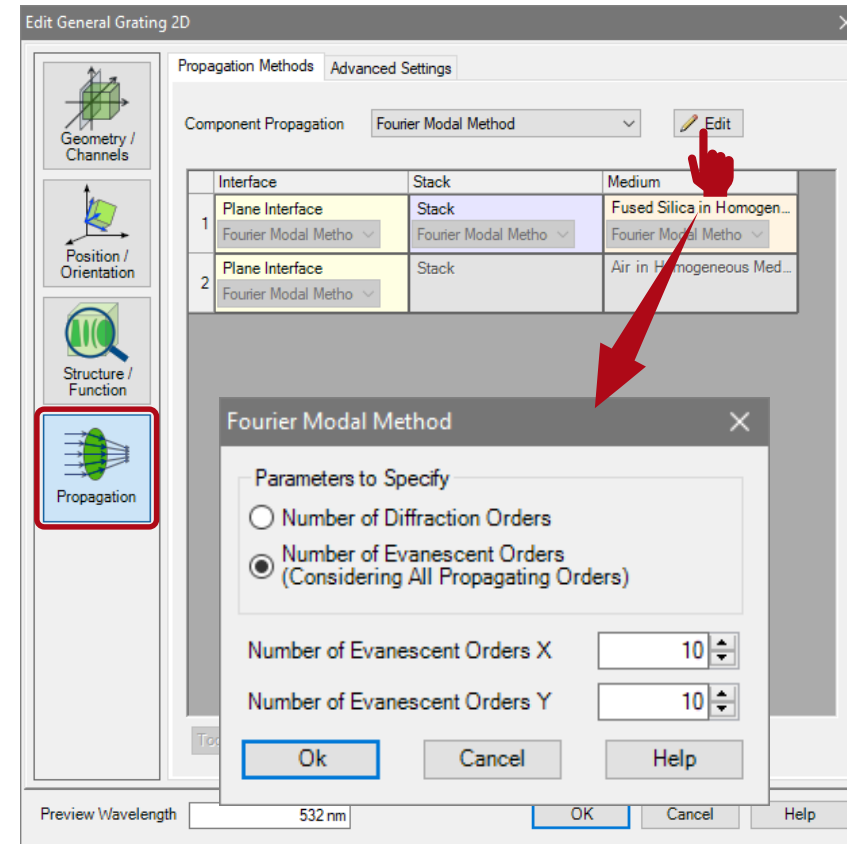 Edit General Grating 2D
Geometry /
Channels
Position /
Orientation
Structure /
Function
Propagation
Propagation Methods Advanced Settings
Component Propagation Fourier Modal Method Edit
Interface Stack Medium
1 Plane Interface Stack Fused Silica in Homogen...
Fourier Modal Metho Fourier Modal Metho Fourier Modal Metho
2 Plane Interface Stack Air in Homogeneous Med...
Fourier Modal Metho
Fourier Modal Method
Parameters to Specify
Number of Diffraction Orders
Number of Evanescent Orders
(Considering All Propagating Orders)
Number of Evanescent Orders X 10
Number of Evanescent Orders Y 10
Ok Cancel Help
Preview Wavelength 532 nm OK Cancel Help